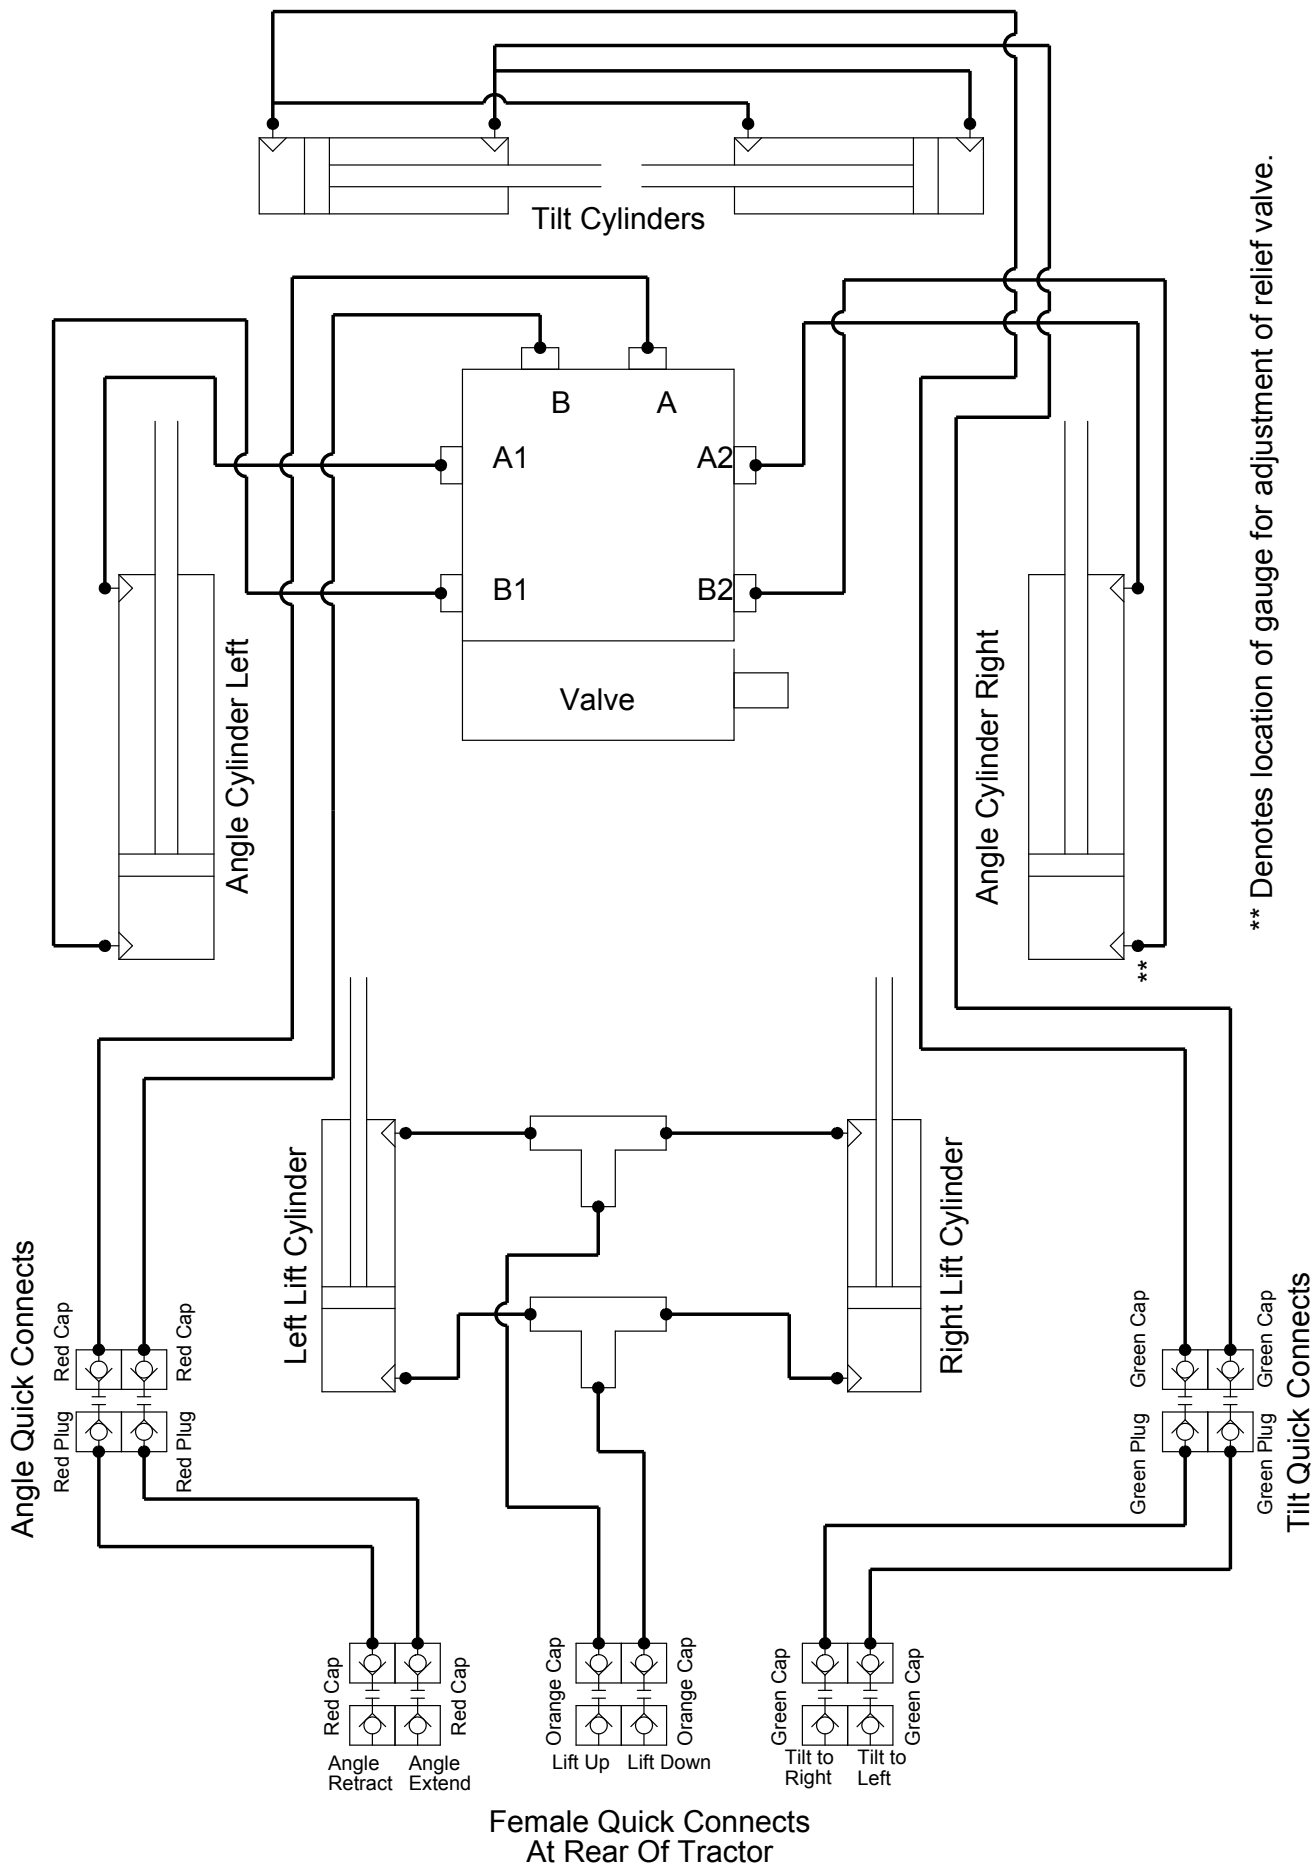 Tilt Cylinders
** Denotes location of gauge for adjustment of relief valve.
B
A
A1
A2
B1
B2
Valve
Angle Cylinder Left
Angle Cylinder Right
**
Left Lift Cylinder
Right Lift Cylinder
Angle Quick Connects
Red Cap
Red Cap
Red Plug
Red Plug
Green Cap
Green Cap
Green Plug
Green Plug
Tilt Quick Connects
Red Cap
Red Cap
Orange Cap
Orange Cap
Green Cap
Green Cap
Angle
Retract
Angle
Extend
Lift Up
Lift Down
Tilt to
Right
Tilt to
Left
Female Quick Connects
At Rear Of Tractor